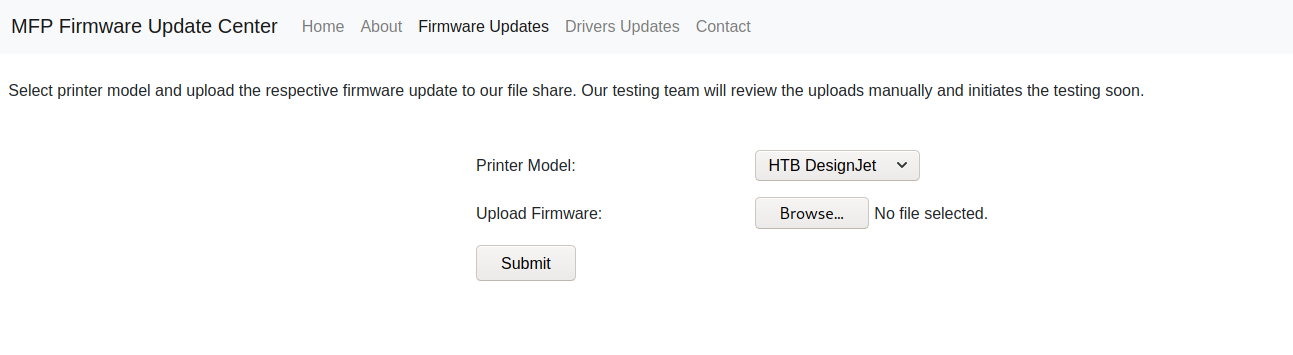 MFP Firmware Update Center Home About Firmware Updates Drivers Updates Contact
Select printer model and upload the respective firmware update to our file share. Our testing team will review the uploads manually and initiates the testing soon.
Printer Model: HTB DesignJet
Upload Firmware: Browse... No file selected.
Submit